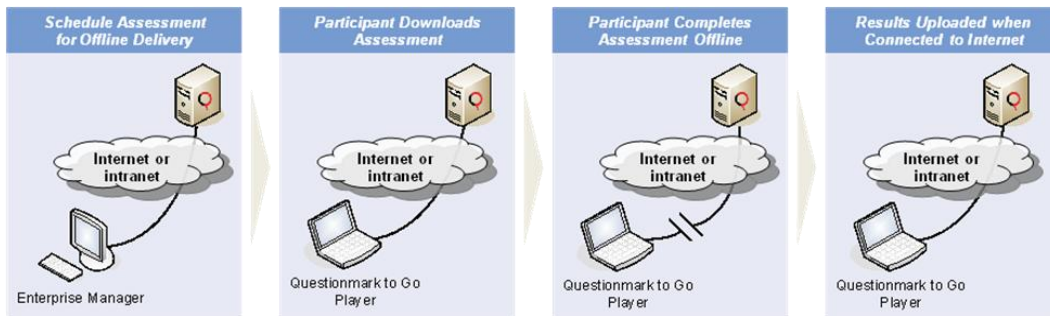 Schedule Assessment
for Offline Delivery
Internet or
intranet
Enterprise Manager
Participant Downloads
Assessment
Internet or
intranet
Questionmark to Go
Player
Participant Completes
Assessment Offline
Internet or
intranet
Questionmark to Go
Player
Results Uploaded when
Connected to Internet
Internet or
intranet
Questionmark to Go
Player